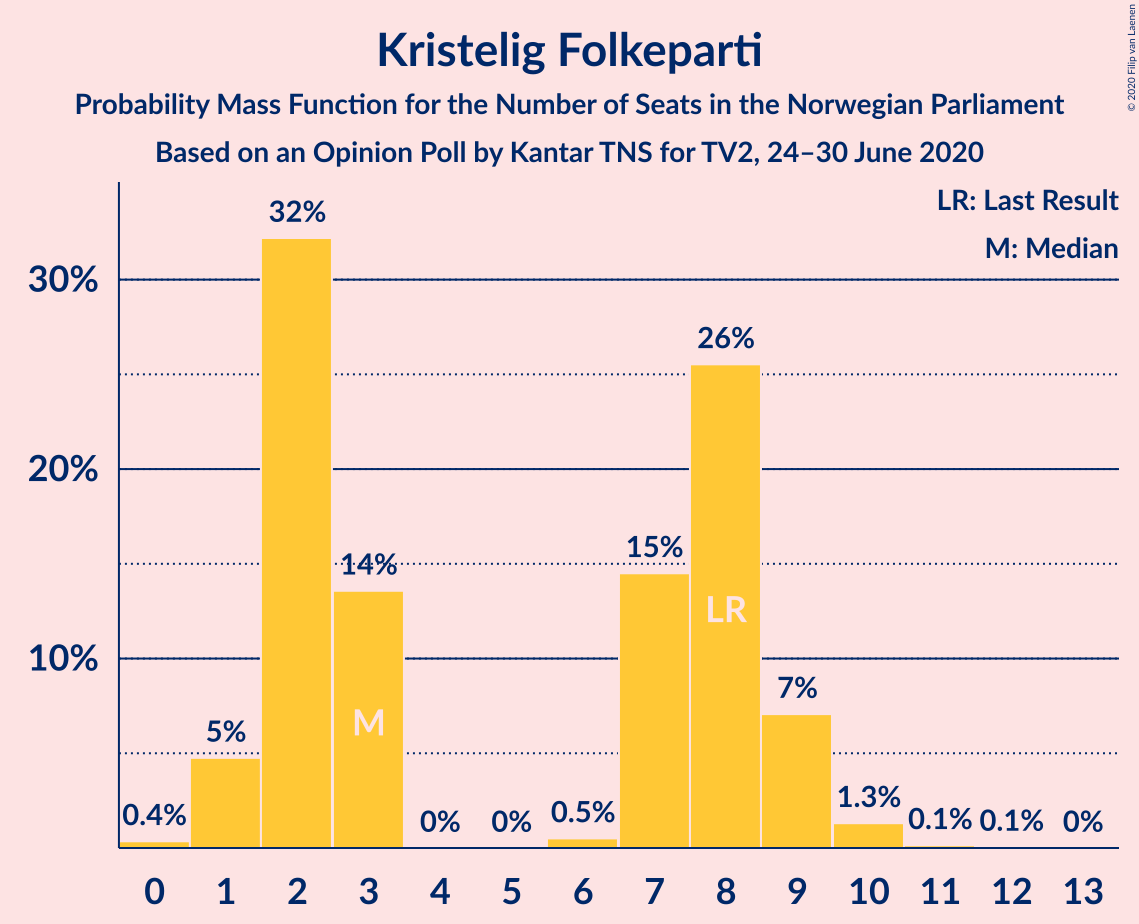 Kristelig Folkeparti
Probability Mass Function for the Number of Seats in the Norwegian Parliament
Based on an Opinion Poll by Kantar TNS for TV2, 24–30 June 2020
© 2020 Filip van Laenen
LR: Last Result
M: Median
30%
20%
10%
0.4%
5%
32%
14%
0%
0%
0.5%
15%
26%
7%
1.3%
0.1%
0.1%
0%
M
LR
0 1 2 3 4 5 6 7 8 9 10 11 12 13